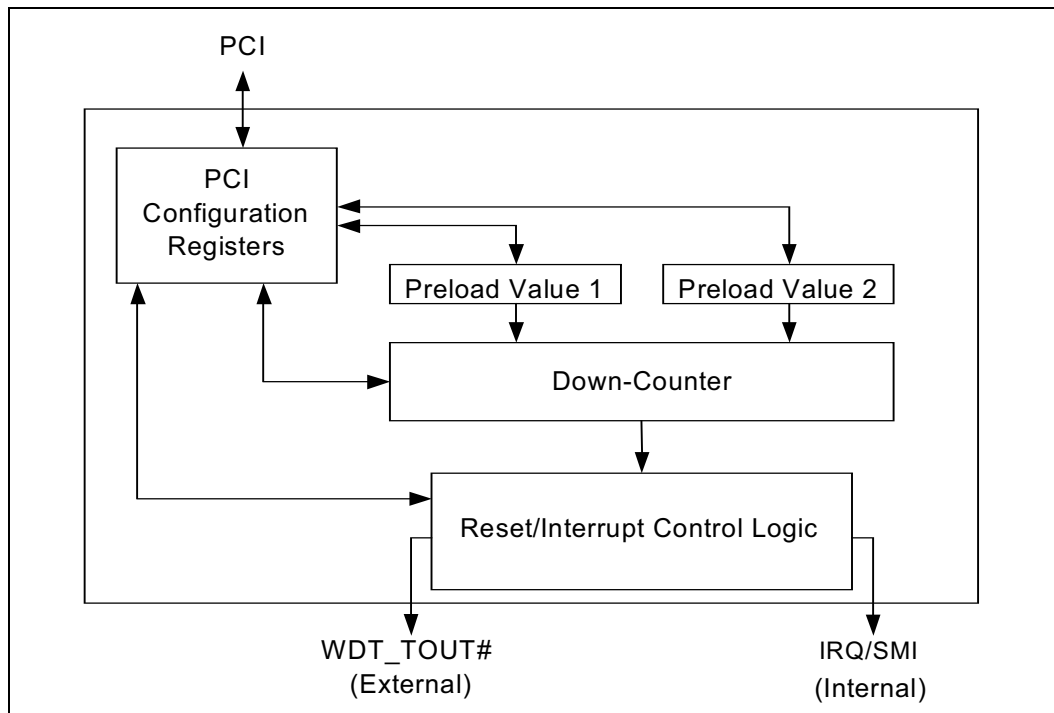 PCI
PCI
Configuration
Registers
Preload Value 1
Preload Value 2
Down-Counter
Reset/Interrupt Control Logic
WDT_TOUT#
(External)
IRQ/SMI
(Internal)